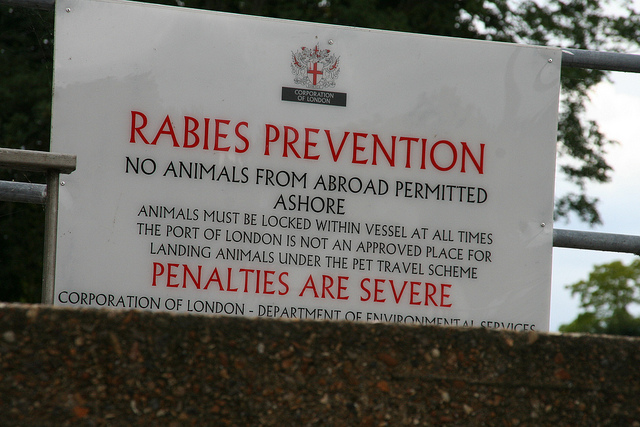 CORPORATION
OF LONDON
RABIES PREVENTION
NO ANIMALS FROM ABROAD PERMITTED
ASHORE
ANIMALS MUST BE LOCKED WITHIN VESSEL AT ALL TIMES
THE PORT OF LONDON IS NOT AN APPROVED PLACE FOR
LANDING ANIMALS UNDER THE PET TRAVEL SCHEME
PENALTIES ARE SEVERE
CORPORATION OF LONDON - DEPARTMENT OF ENVIRONMENTAL SERVICES